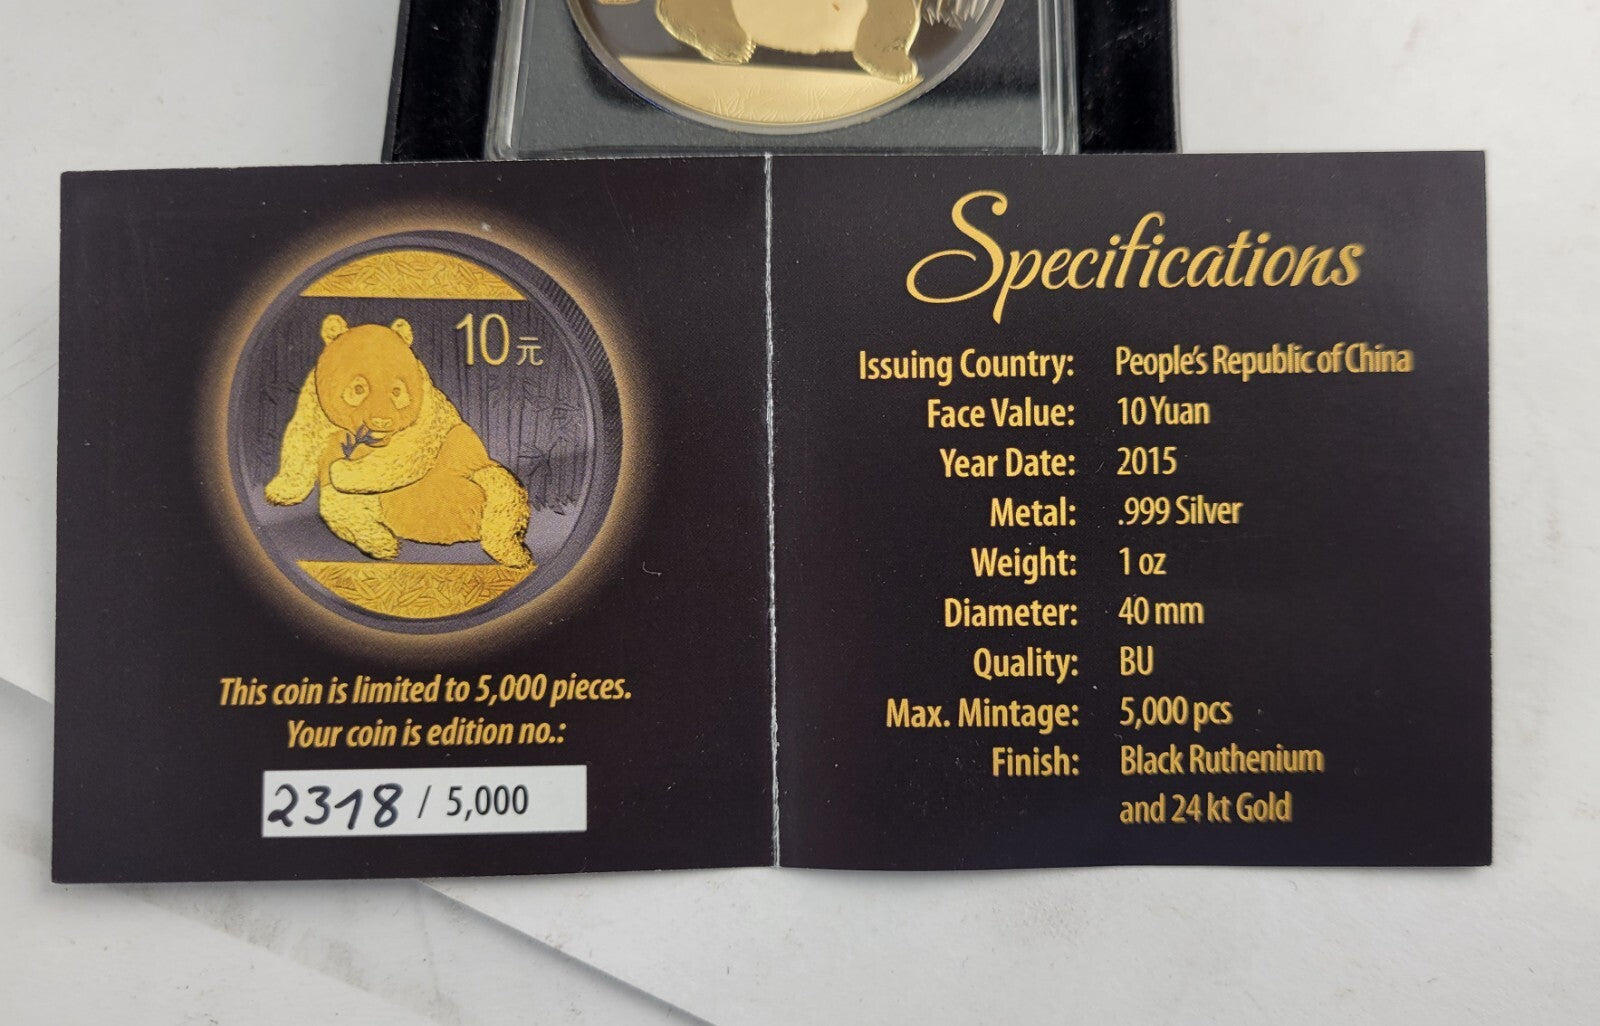 10元
This coin is limited to 5,000 pieces.
Your coin is edition no.:
2318 / 5,000
Specifications
Issuing Country: People's Republic of China
Face Value: 10 Yuan
Year Date: 2015
Metal: .999 Silver
Weight: 1 oz
Diameter: 40 mm
Quality: BU
Max. Mintage: 5,000 pcs
Finish: Black Ruthenium
and 24 kt Gold